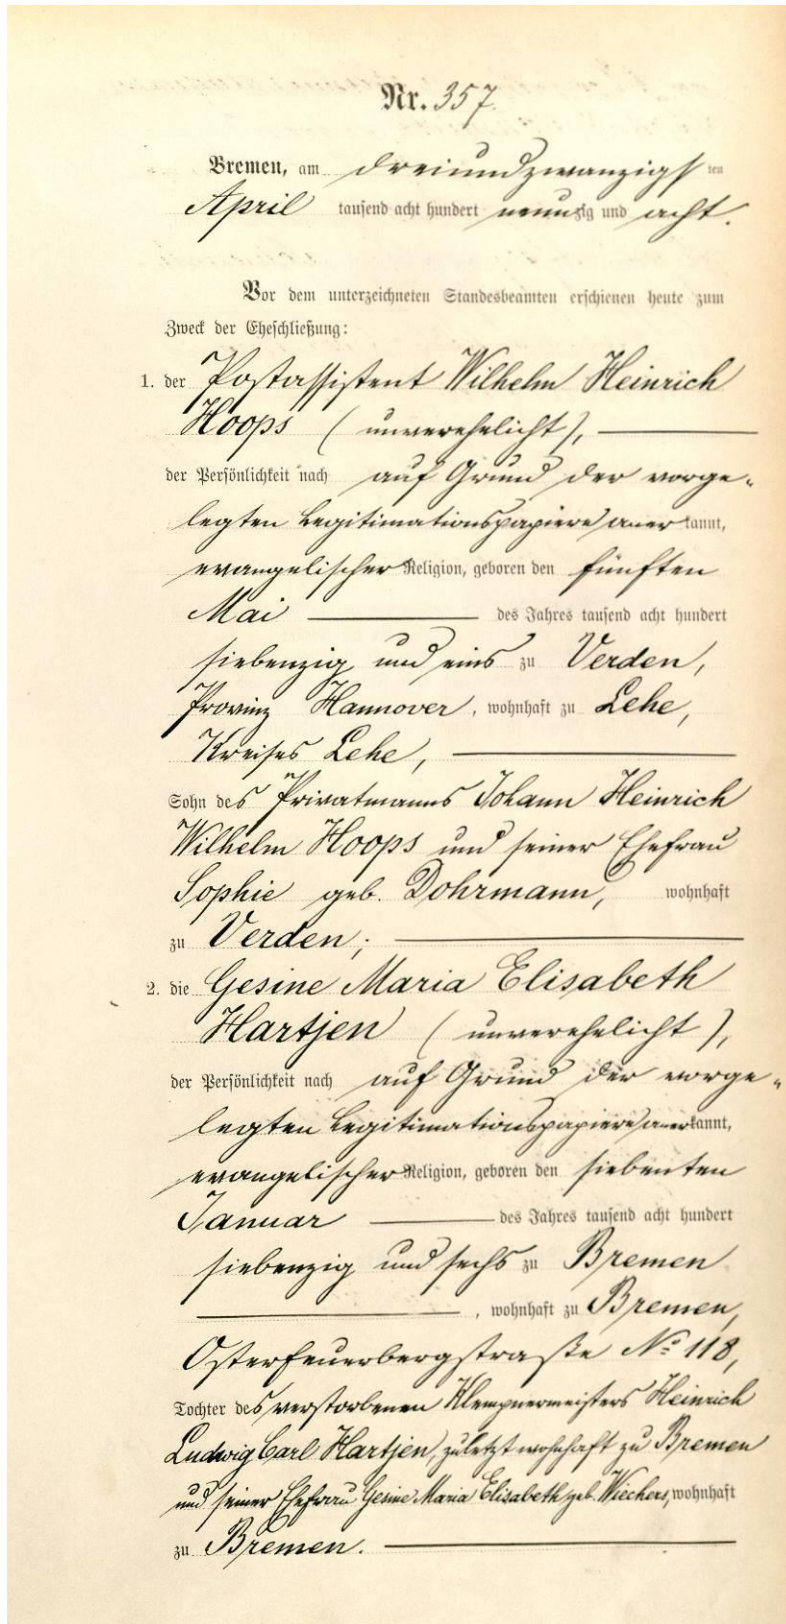 Nr. 357.
Bremen, am dreiundzwanzigsten
April tausend acht hundert neunzig und acht.
Vor dem unterzeichneten Standesbeamten erschienen heute zum
Zweck der Eheschließung:
1. der Postassistent Wilhelm Heinrich
Hoops (unverehelicht),
der Persönlichkeit nach auf Grund der vorge-
legten Legitimationspapiere anerkannt,
evangelischer Religion, geboren den fünften
Mai des Jahres tausend acht hundert
siebenzig und eins zu Verden,
Provinz Hannover, wohnhaft zu Lehe,
Kreises Lehe,
Sohn des Privatmanns Johann Heinrich
Wilhelm Hoops und seiner Ehefrau
Sophie geb. Dohrmann, wohnhaft
zu Verden;
2. die Gesine Maria Elisabeth
Hartjen (unverehelicht),
der Persönlichkeit nach auf Grund der vorge-
legten Legitimationspapiere anerkannt,
evangelischer Religion, geboren den siebenten
Januar des Jahres tausend acht hundert
siebenzig und sechs zu Bremen
, wohnhaft zu Bremen,
Osterfeuerbergstraße No 118,
Tochter des verstorbenen Klempnermeisters Heinrich
Ludwig Carl Hartjen, zuletzt wohnhaft zu Bremen
und seiner Ehefrau Gesine Maria Elisabeth geb. Wiechers, wohnhaft
zu Bremen.